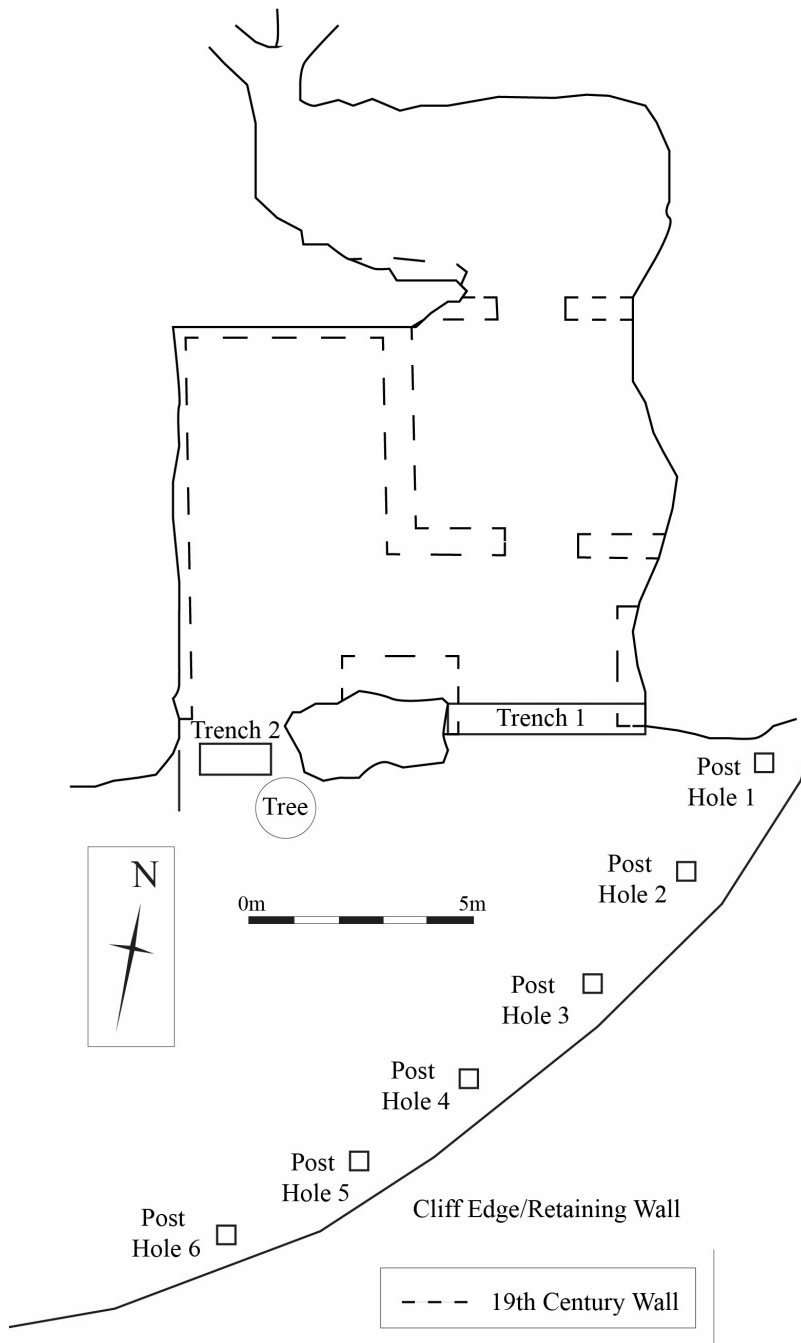 Trench 2
Trench 1
Tree
Post
Hole 1
N
Post
Hole 2
0m
5m
Post
Hole 3
Post
Hole 4
Post
Hole 5
Cliff Edge/Retaining Wall
Post
Hole 6
19th Century Wall